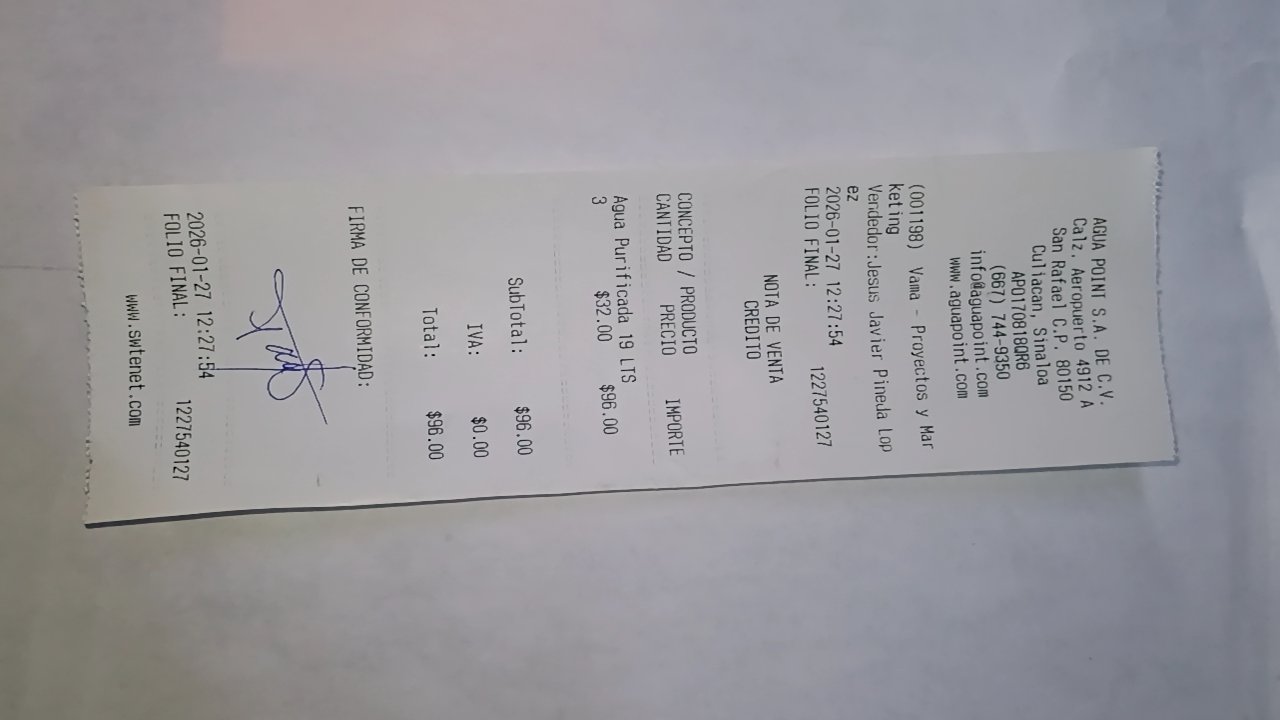 AGUA POINT S.A. DE C.V.
Calz. Aeropuerto 4912 A
San Rafael C.P. 80150
Culiacan, Sinaloa
APO170818QR6
(667) 744-9350
info@aguapoint.com
www.aguapoint.com
(001198) Vama - Proyectos y Mar
keting
Vendedor:Jesus Javier Pineda Lop
ez
2026-01-27 12:27:54
FOLIO FINAL: 1227540127
NOTA DE VENTA
CREDITO
CONCEPTO / PRODUCTO
CANTIDAD PRECIO IMPORTE
Agua Purificada 19 LTS
3 $32.00 $96.00
SubTotal: $96.00
IVA: $0.00
Total: $96.00
FIRMA DE CONFORMIDAD:
2026-01-27 12:27:54
FOLIO FINAL: 1227540127
www.swtenet.com